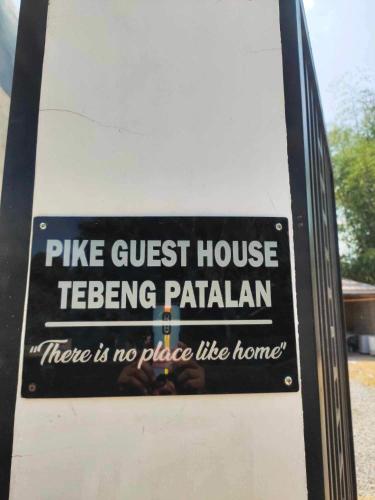 PIKE GUEST HOUSE
TEBENG PATALAN
"There is no place like home"